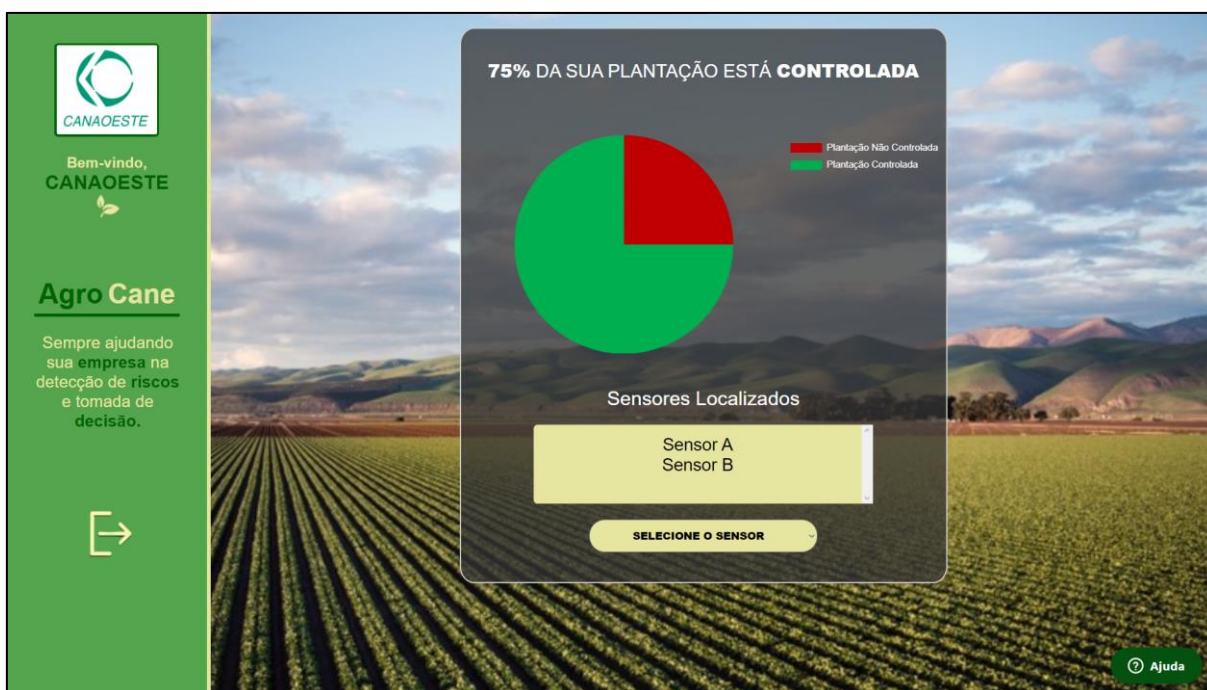 CANAOESTE
Bem-vindo,
CANAOESTE
Agro Cane
Sempre ajudando
sua empresa na
detecção de riscos
e tomada de
decisão.
75% DA SUA PLANTAÇÃO ESTÁ CONTROLADA
Plantação Não Controlada
Plantação Controlada
Sensores Localizados
Sensor A
Sensor B
SELECIONE O SENSOR
Ajuda